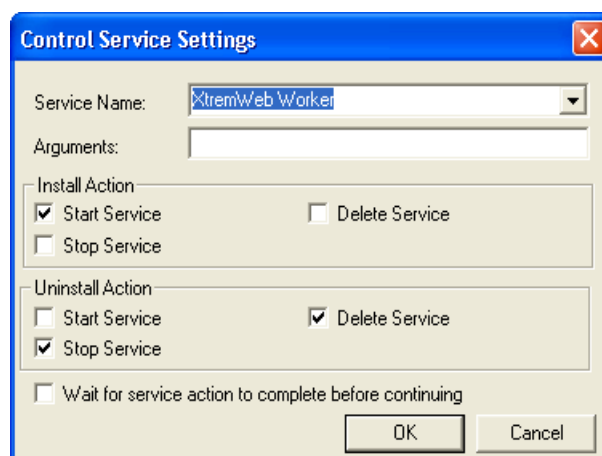 Control Service Settings
Service Name: XtremWeb Worker
Arguments:
Install Action
Start Service Delete Service
Stop Service
Uninstall Action
Start Service Delete Service
Stop Service
Wait for service action to complete before continuing
OK Cancel